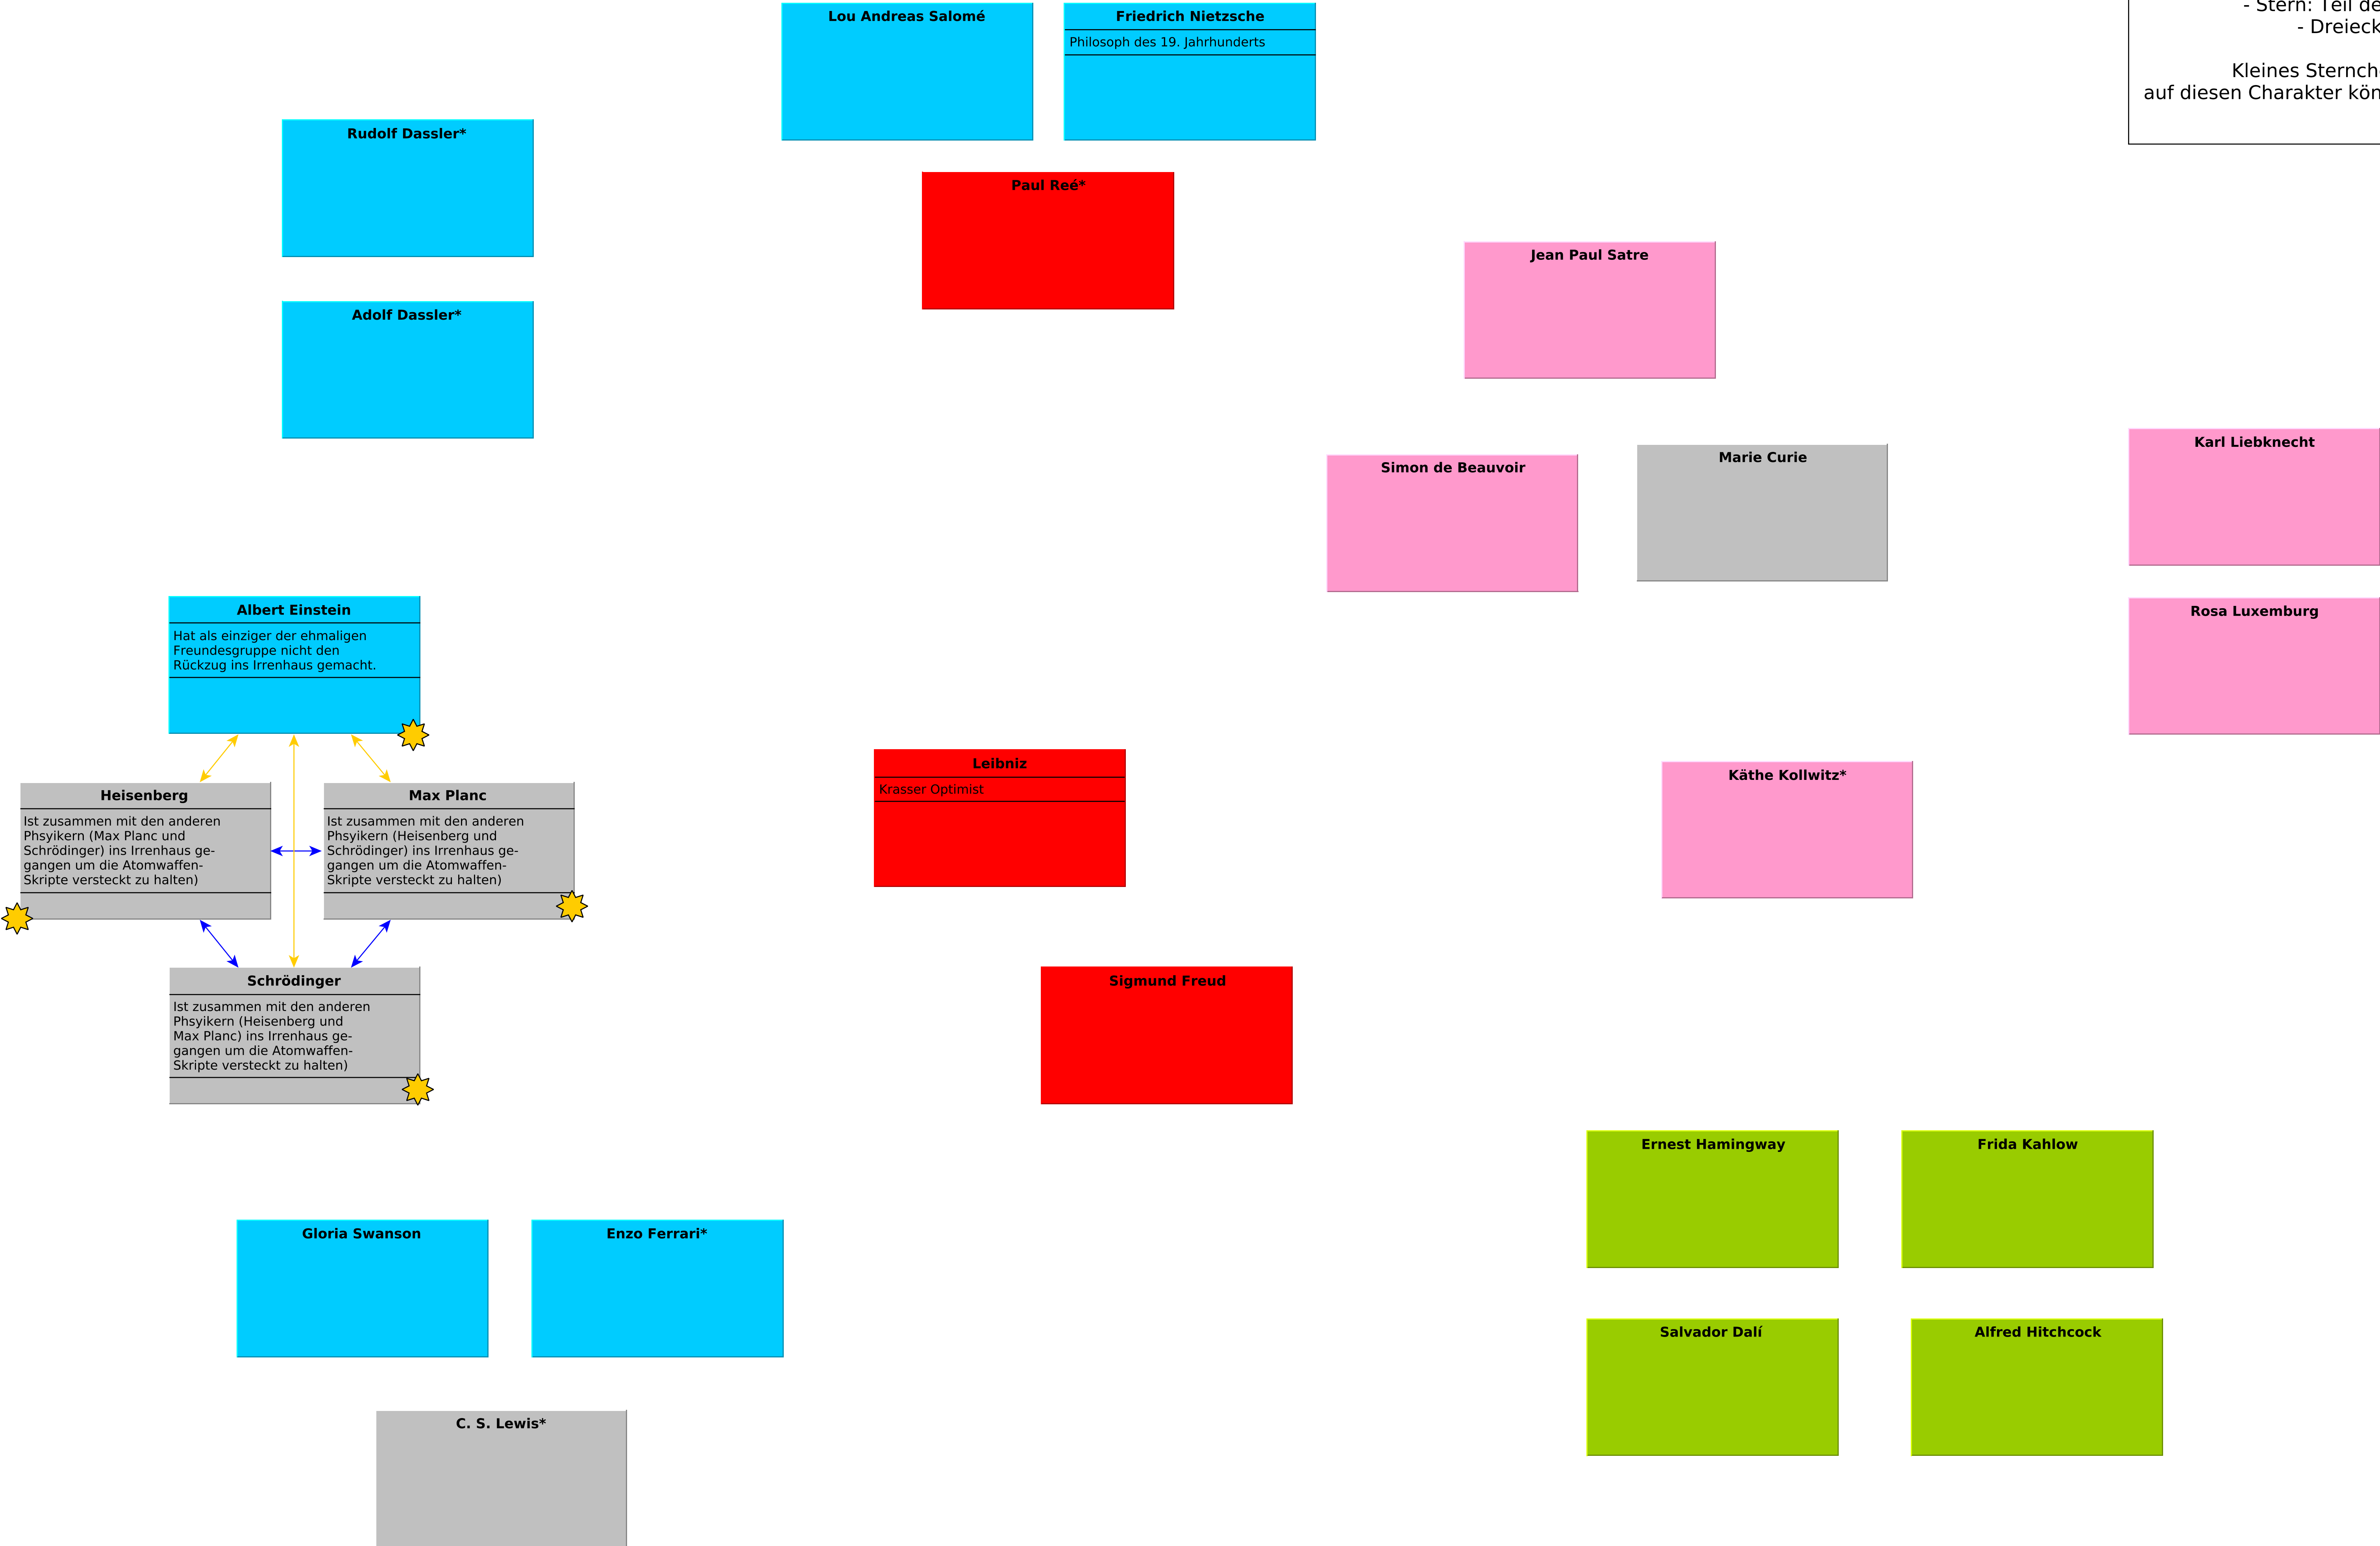 Lou Andreas Salomé
Friedrich Nietzsche
Philosoph des 19. Jahrhunderts
- Stern: Teil de
- Dreieck
Kleines Sternch
auf diesen Charakter kön
Rudolf Dassler*
Paul Reé*
Jean Paul Satre
Adolf Dassler*
Simon de Beauvoir
Marie Curie
Karl Liebknecht
Albert Einstein
Hat als einziger der ehmaligen
Freundesgruppe nicht den
Rückzug ins Irrenhaus gemacht.
Rosa Luxemburg
Heisenberg
Ist zusammen mit den anderen
Phsyikern (Max Planc und
Schrödinger) ins Irrenhaus ge-
gangen um die Atomwaffen-
Skripte versteckt zu halten)
Max Planc
Ist zusammen mit den anderen
Phsyikern (Heisenberg und
Schrödinger) ins Irrenhaus ge-
gangen um die Atomwaffen-
Skripte versteckt zu halten)
Leibniz
Krasser Optimist
Käthe Kollwitz*
Schrödinger
Ist zusammen mit den anderen
Phsyikern (Heisenberg und
Max Planc) ins Irrenhaus ge-
gangen um die Atomwaffen-
Skripte versteckt zu halten)
Sigmund Freud
Ernest Hamingway
Frida Kahlow
Gloria Swanson
Enzo Ferrari*
Salvador Dalí
Alfred Hitchcock
C. S. Lewis*